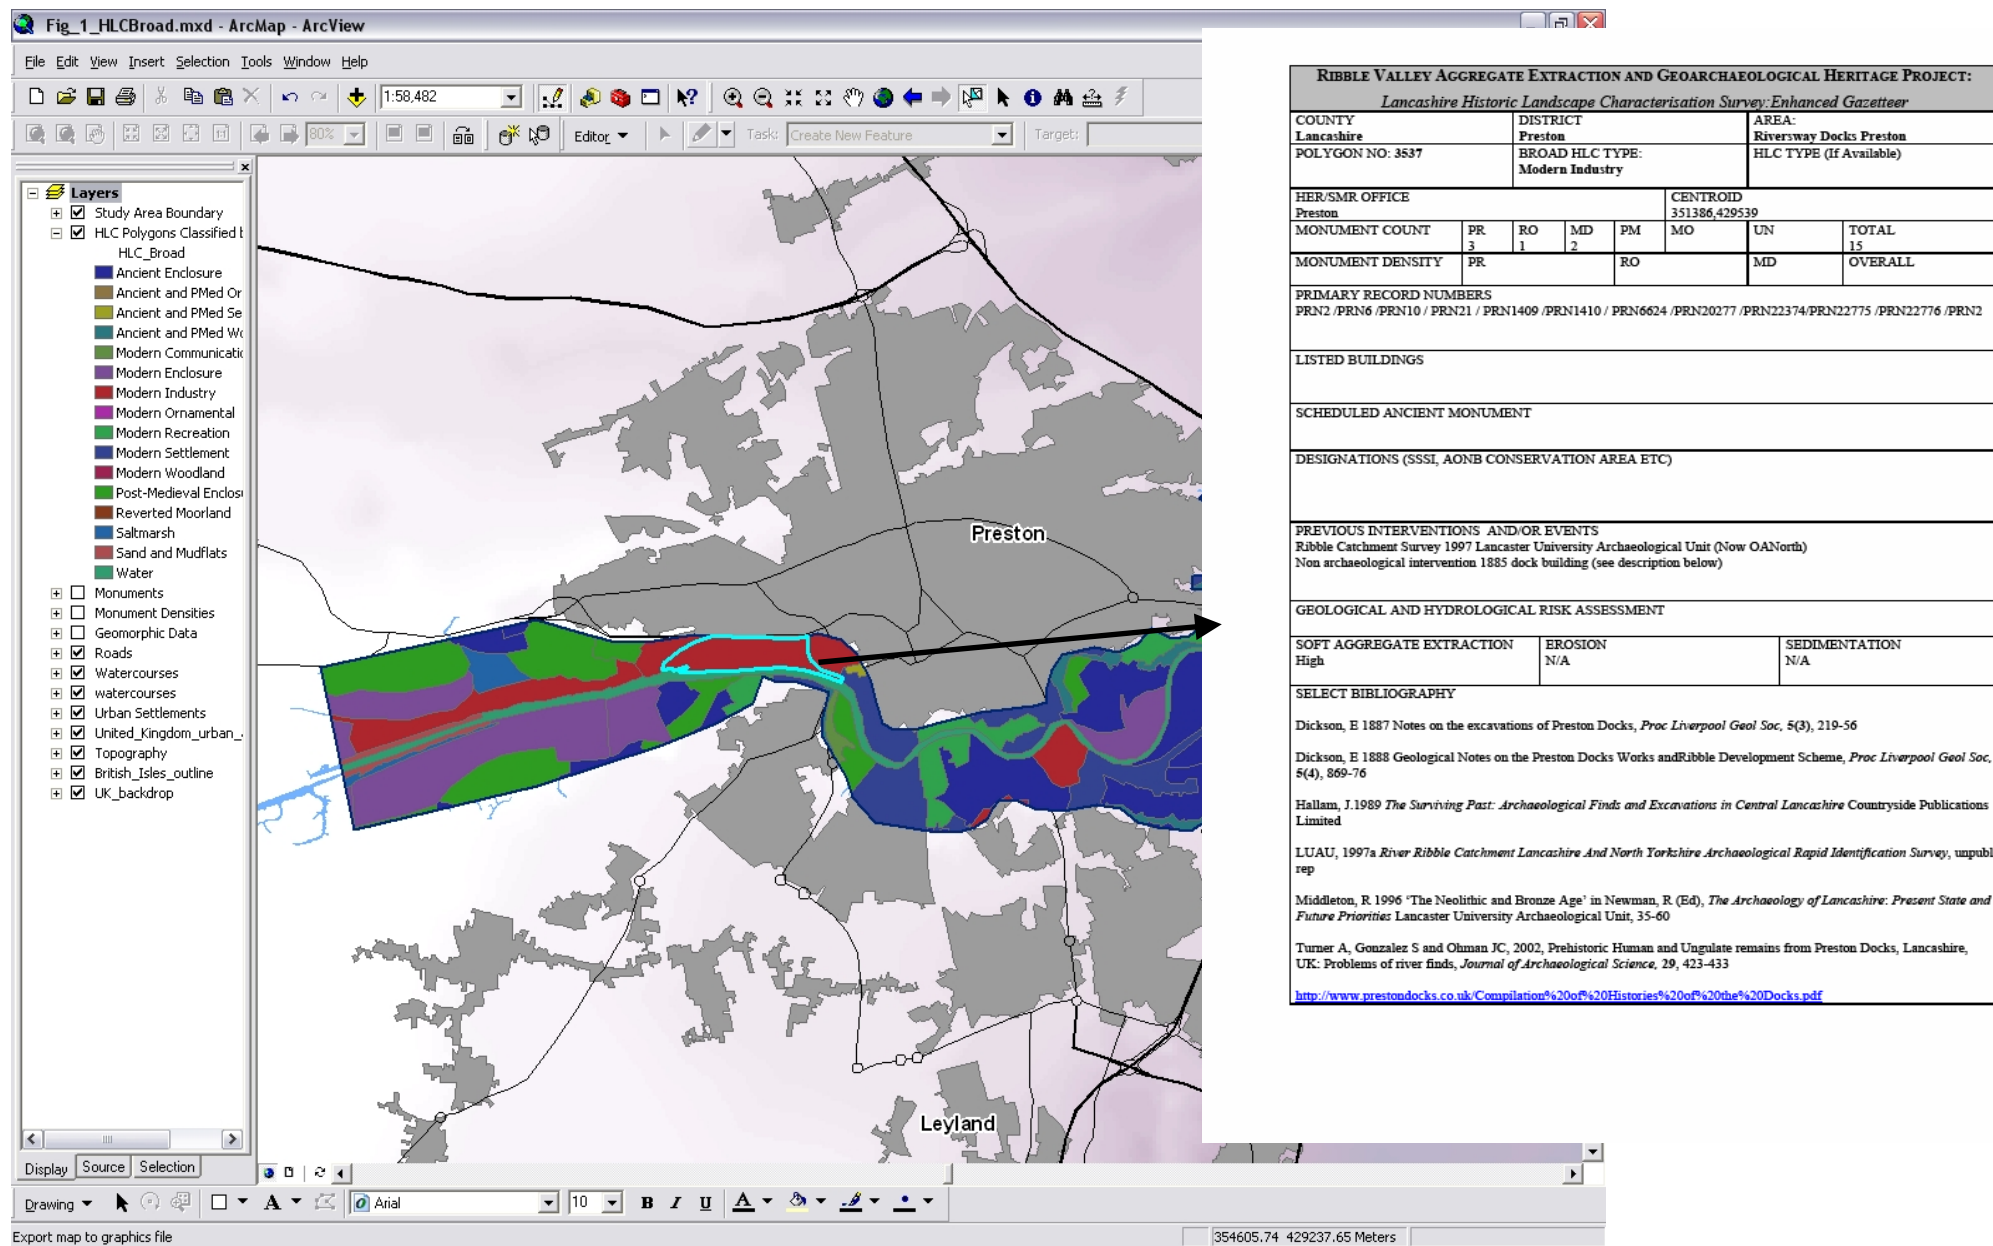 Fig_1_HLCBroad.mxd - ArcMap - ArcView
File Edit View Insert Selection Tools Window Help
1:58,482
80%
Editor
Task: Create New Feature
Target:
Layers
Study Area Boundary
HLC Polygons Classified b
HLC_Broad
Ancient Enclosure
Ancient and PMed Or
Ancient and PMed Se
Ancient and PMed Wo
Modern Communicatio
Modern Enclosure
Modern Industry
Modern Ornamental
Modern Recreation
Modern Settlement
Modern Woodland
Post-Medieval Enclosu
Reverted Moorland
Saltmarsh
Sand and Mudflats
Water
Monuments
Monument Densities
Geomorphic Data
Roads
Watercourses
watercourses
Urban Settlements
United_Kingdom_urban_
Topography
British_Isles_outline
UK_backdrop
Display Source Selection
Preston
Leyland
Drawing
A
Arial
10
B I U A
Export map to graphics file
354605.74 429237.65 Meters
RIBBLE VALLEY AGGREGATE EXTRACTION AND GEOARCHAEOLOGICAL HERITAGE PROJECT:
Lancashire Historic Landscape Characterisation Survey:Enhanced Gazetteer
COUNTY DISTRICT AREA:
Lancashire Preston Riversway Docks Preston
POLYGON NO: 3537 BROAD HLC TYPE: HLC TYPE (If Available)
Modern Industry
HER/SMR OFFICE CENTROID
Preston 351386,429539
MONUMENT COUNT PR RO MD PM MO UN TOTAL
3 1 2 15
MONUMENT DENSITY PR RO MD OVERALL
PRIMARY RECORD NUMBERS
PRN2 /PRN6 /PRN10 / PRN21 / PRN1409 /PRN1410 / PRN6624 /PRN20277 /PRN22374/PRN22775 /PRN22776 /PRN2
LISTED BUILDINGS
SCHEDULED ANCIENT MONUMENT
DESIGNATIONS (SSSI, AONB CONSERVATION AREA ETC)
PREVIOUS INTERVENTIONS AND/OR EVENTS
Ribble Catchment Survey 1997 Lancaster University Archaeological Unit (Now OANorth)
Non archaeological intervention 1885 dock building (see description below)
GEOLOGICAL AND HYDROLOGICAL RISK ASSESSMENT
SOFT AGGREGATE EXTRACTION EROSION SEDIMENTATION
High N/A N/A
SELECT BIBLIOGRAPHY
Dickson, E 1887 Notes on the excavations of Preston Docks, Proc Liverpool Geol Soc, 5(3), 219-56
Dickson, E 1888 Geological Notes on the Preston Docks Works andRibble Development Scheme, Proc Liverpool Geol Soc,
5(4), 869-76
Hallam, J.1989 The Surviving Past: Archaeological Finds and Excavations in Central Lancashire Countryside Publications
Limited
LUAU, 1997a River Ribble Catchment Lancashire And North Yorkshire Archaeological Rapid Identification Survey, unpubl
rep
Middleton, R 1996 ‘The Neolithic and Bronze Age’ in Newman, R (Ed), The Archaeology of Lancashire: Present State and
Future Priorities Lancaster University Archaeological Unit, 35-60
Turner A, Gonzalez S and Ohman JC, 2002, Prehistoric Human and Ungulate remains from Preston Docks, Lancashire,
UK: Problems of river finds, Journal of Archaeological Science, 29, 423-433
http://www.prestondocks.co.uk/Compilation%20of%20Histories%20of%20the%20Docks.pdf